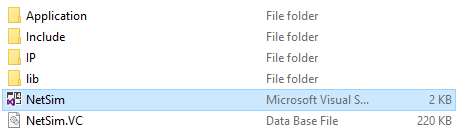 Application File folder
Include File folder
IP File folder
lib File folder
NetSim Microsoft Visual S... 2 KB
NetSim.VC Data Base File 220 KB